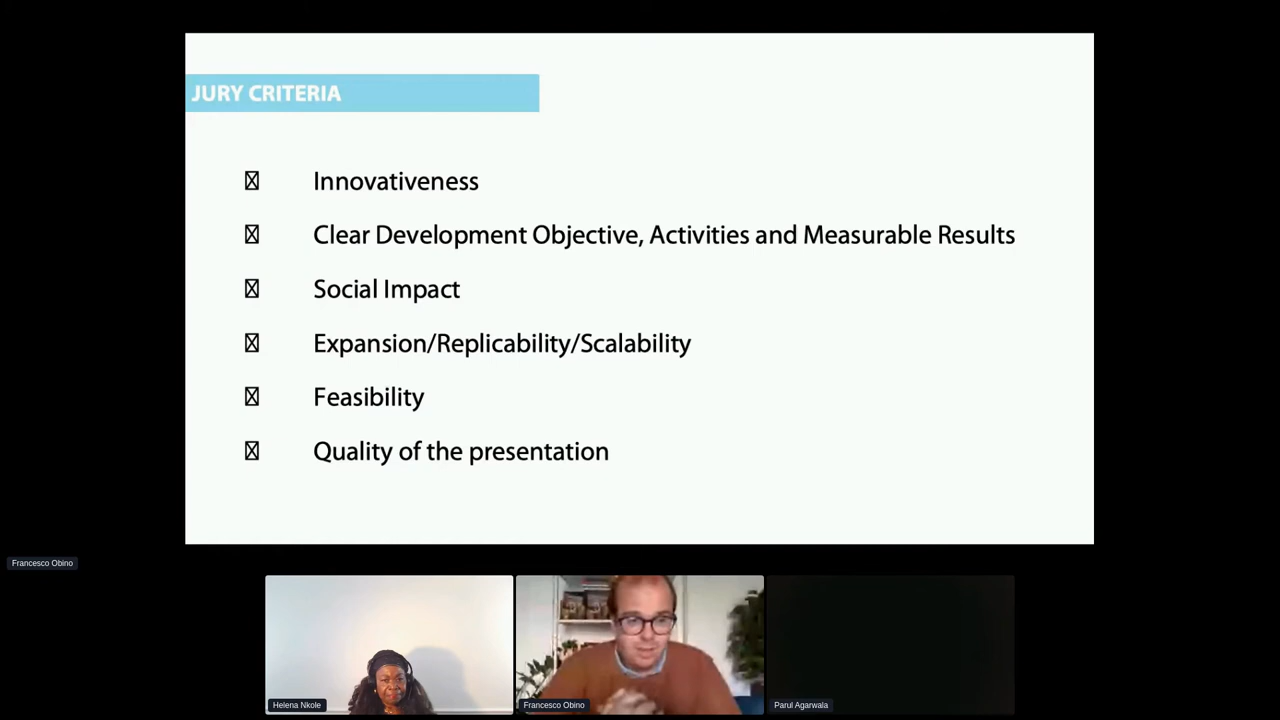 JURY CRITERIA
Innovativeness
Clear Development Objective, Activities and Measurable Results
Social Impact
Expansion/Replicability/Scalability
Feasibility
Quality of the presentation
Francesco Obino
Helena Nkole
Francesco Obino
Parul Agarwala